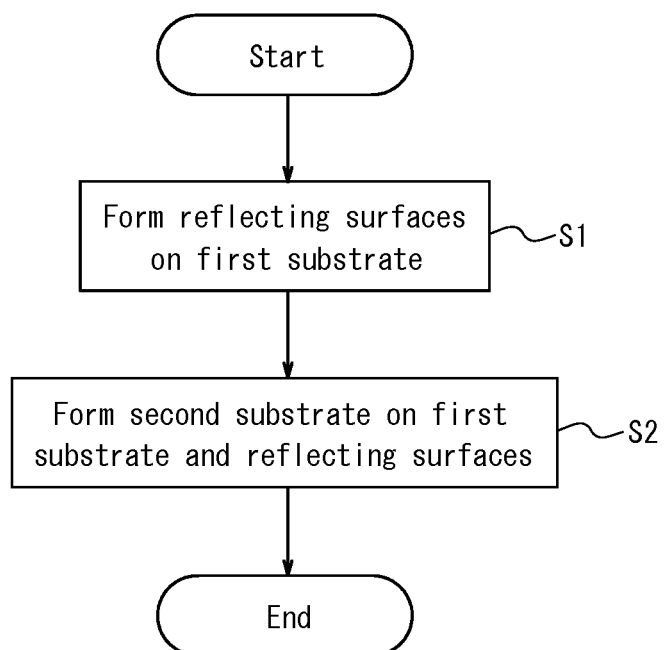 Start
Form reflecting surfaces
on first substrate
S1
Form second substrate on first
substrate and reflecting surfaces
S2
End